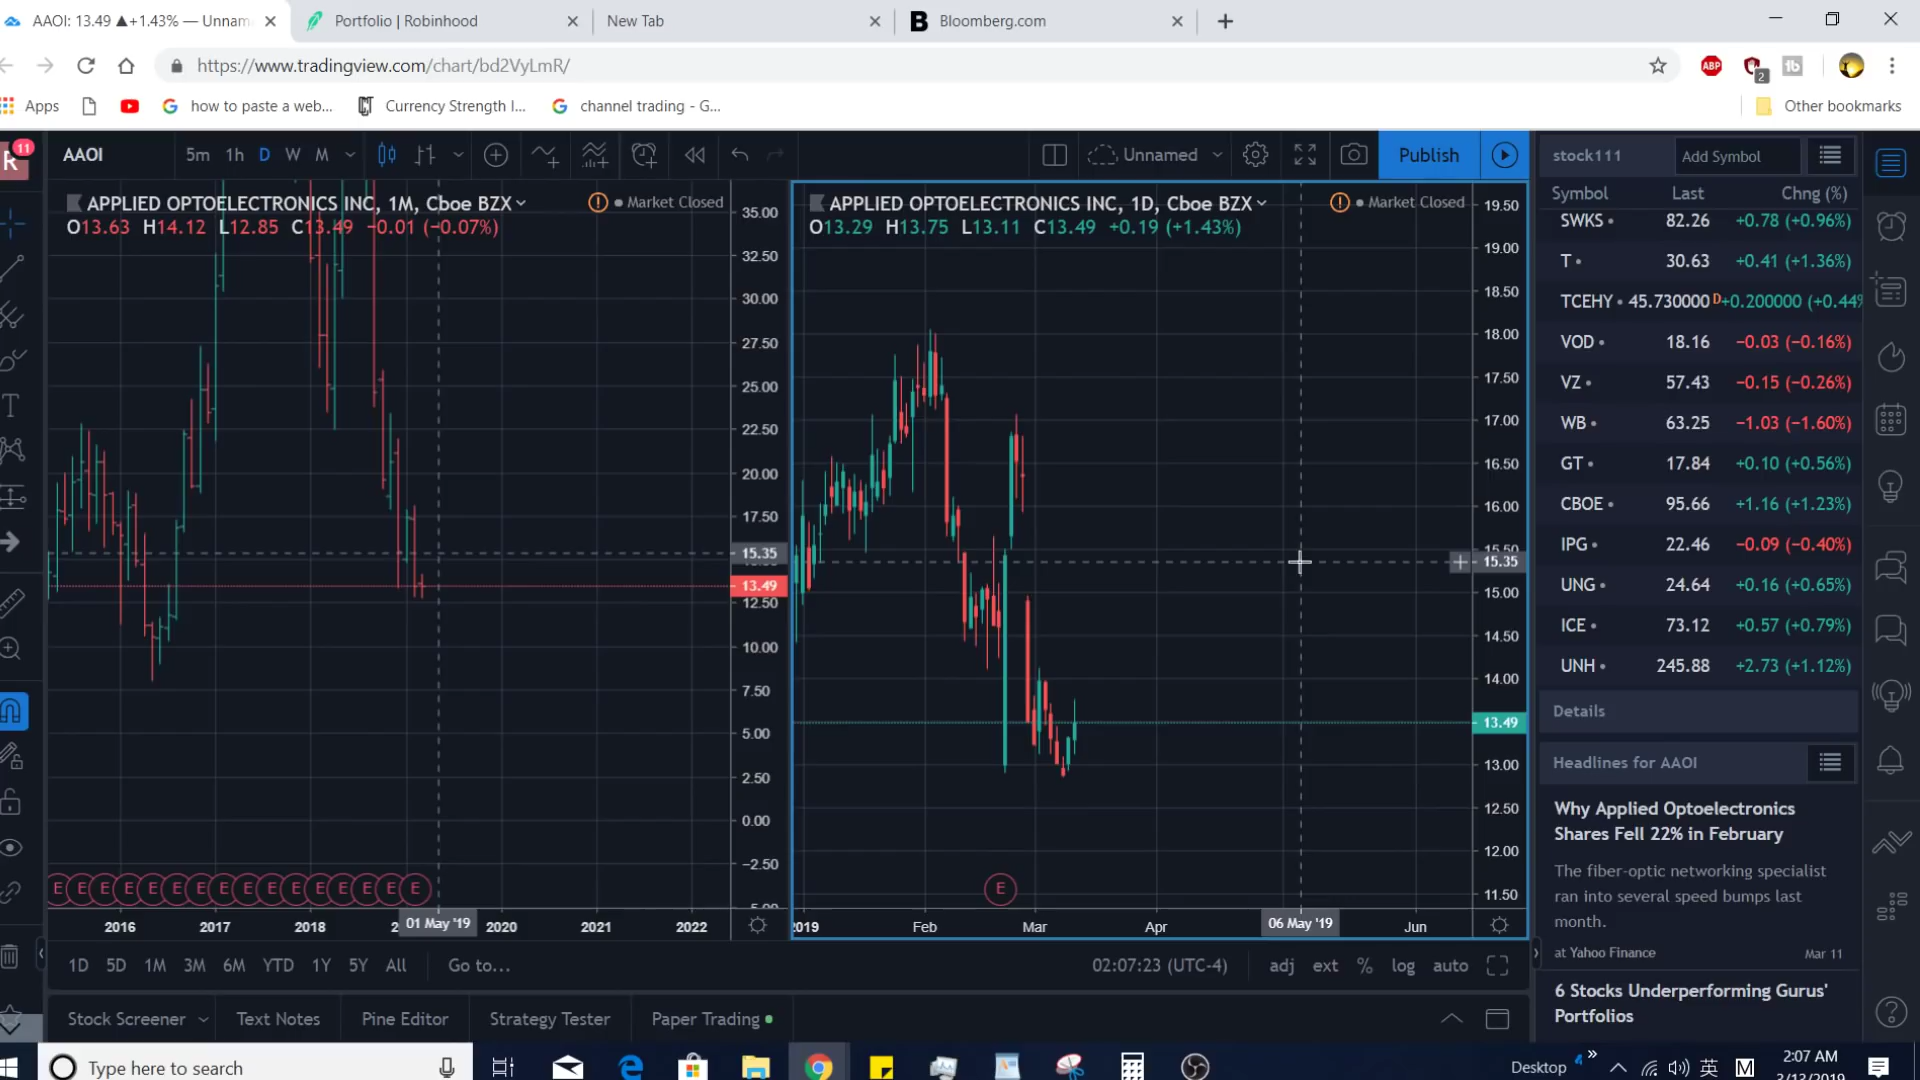 AAOI: 13.49 ▲+1.43% — Unnam
Portfolio | Robinhood
New Tab
B Bloomberg.com
https://www.tradingview.com/chart/bd2VyLmR/
ABP
2
Apps
how to paste a web...
Currency Strength I...
channel trading - G...
Other bookmarks
R 11
AAOI
5m 1h D W M
Unnamed
Publish
stock111
Add Symbol
APPLIED OPTOELECTRONICS INC, 1M, Cboe BZX
Market Closed
O13.63 H14.12 L12.85 C13.49 −0.01 (−0.07%)
35.00
32.50
30.00
27.50
25.00
22.50
20.00
17.50
15.35
13.49
12.50
10.00
7.50
5.00
2.50
0.00
−2.50
E E E E E E E E E E E E E E E E
2016 2017 2018 01 May '19 2020 2021 2022
APPLIED OPTOELECTRONICS INC, 1D, Cboe BZX
Market Closed
O13.29 H13.75 L13.11 C13.49 +0.19 (+1.43%)
19.50
19.00
18.50
18.00
17.50
17.00
16.50
16.00
15.50
15.35
15.00
14.50
14.00
13.49
13.00
12.50
12.00
11.50
E
2019 Feb Mar Apr 06 May '19 Jun
Symbol Last Chng (%)
SWKS 82.26 +0.78 (+0.96%)
T 30.63 +0.41 (+1.36%)
TCEHY 45.730000 D +0.200000 (+0.44%
VOD 18.16 −0.03 (−0.16%)
VZ 57.43 −0.15 (−0.26%)
WB 63.25 −1.03 (−1.60%)
GT 17.84 +0.10 (+0.56%)
CBOE 95.66 +1.16 (+1.23%)
IPG 22.46 −0.09 (−0.40%)
UNG 24.64 +0.16 (+0.65%)
ICE 73.12 +0.57 (+0.79%)
UNH 245.88 +2.73 (+1.12%)
Details
Headlines for AAOI
Why Applied Optoelectronics
Shares Fell 22% in February
The fiber-optic networking specialist
ran into several speed bumps last
month.
at Yahoo Finance Mar 11
6 Stocks Underperforming Gurus'
Portfolios
1D 5D 1M 3M 6M YTD 1Y 5Y All Go to...
02:07:23 (UTC-4) adj ext % log auto
Stock Screener Text Notes Pine Editor Strategy Tester Paper Trading
Type here to search
Desktop
英
M
2:07 AM